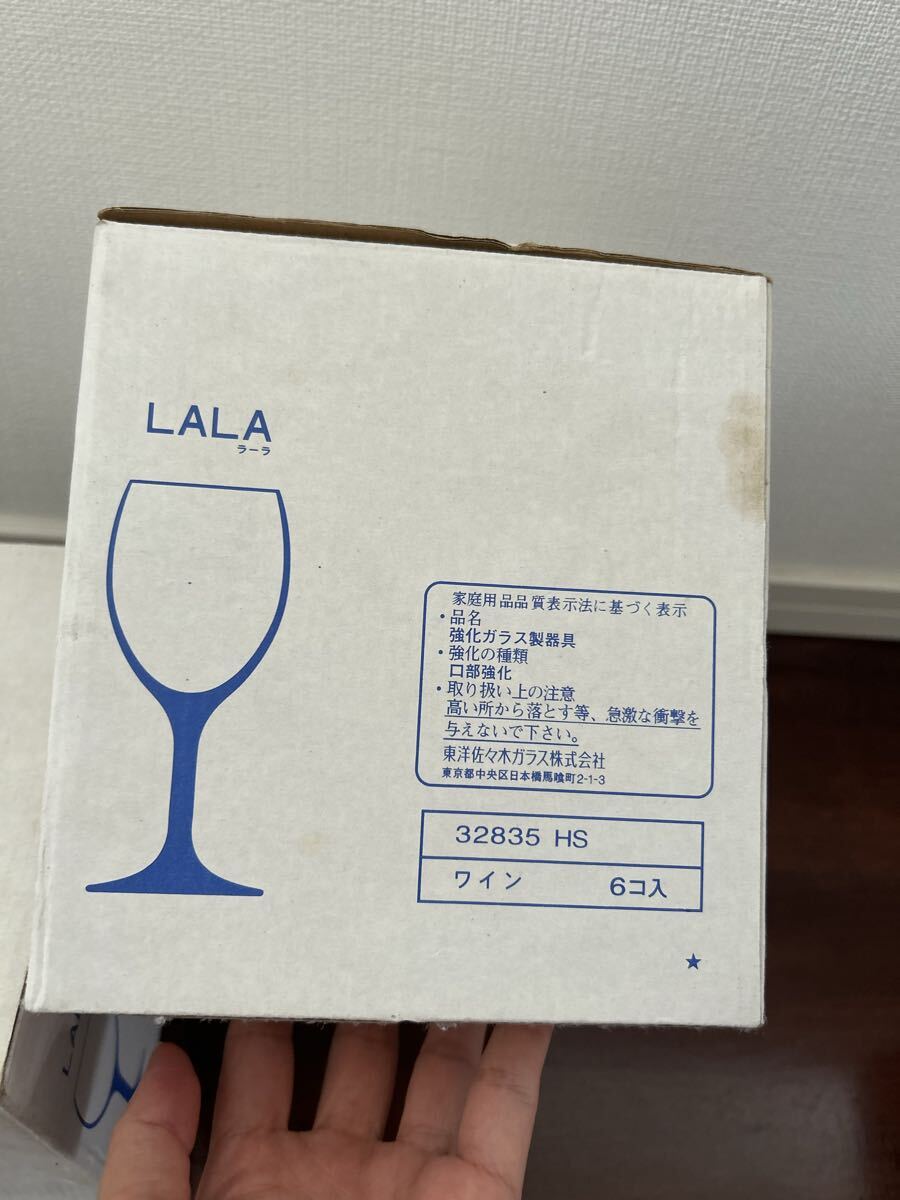 LALA
ラーラ
家庭用品品質表示法に基づく表示
・品名
強化ガラス製器具
・強化の種類
口部強化
・取り扱い上の注意
高い所から落とす等、急激な衝撃を
与えないで下さい。
東洋佐々木ガラス株式会社
東京都中央区日本橋馬喰町2-1-3
32835 HS
ワイン 6コ入
★